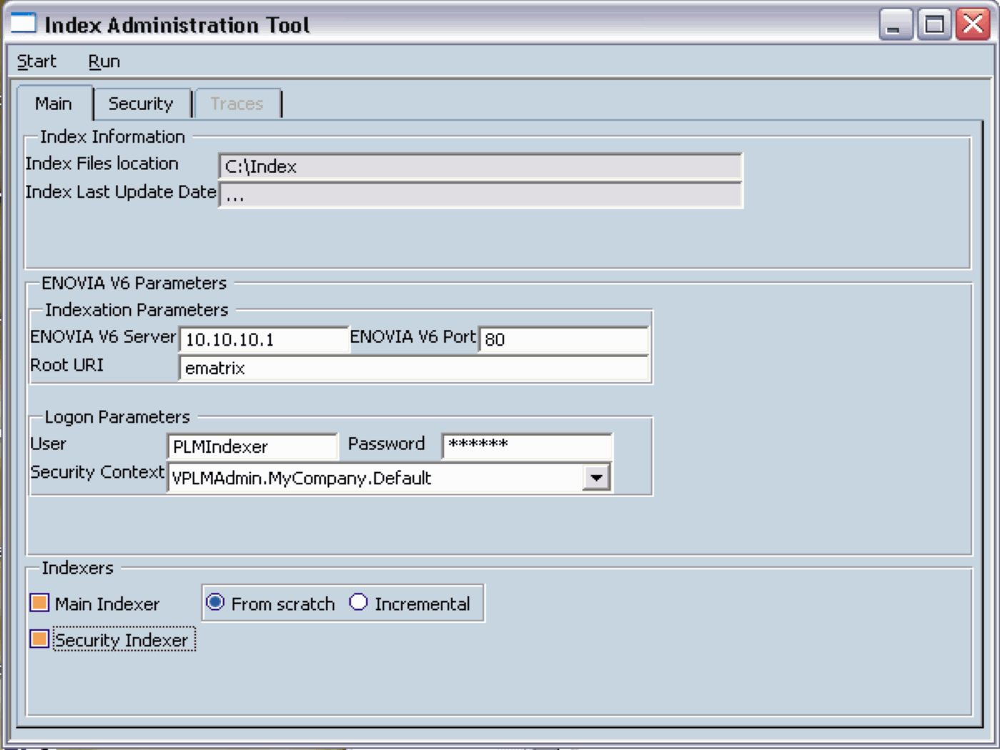 Index Administration Tool
Start Run
Main Security Traces
Index Information
Index Files location C:\Index
Index Last Update Date ...
ENOVIA V6 Parameters
Indexation Parameters
ENOVIA V6 Server 10.10.10.1 ENOVIA V6 Port 80
Root URI ematrix
Logon Parameters
User PLMIndexer Password ******
Security Context VPLMAdmin.MyCompany.Default
Indexers
Main Indexer From scratch Incremental
Security Indexer